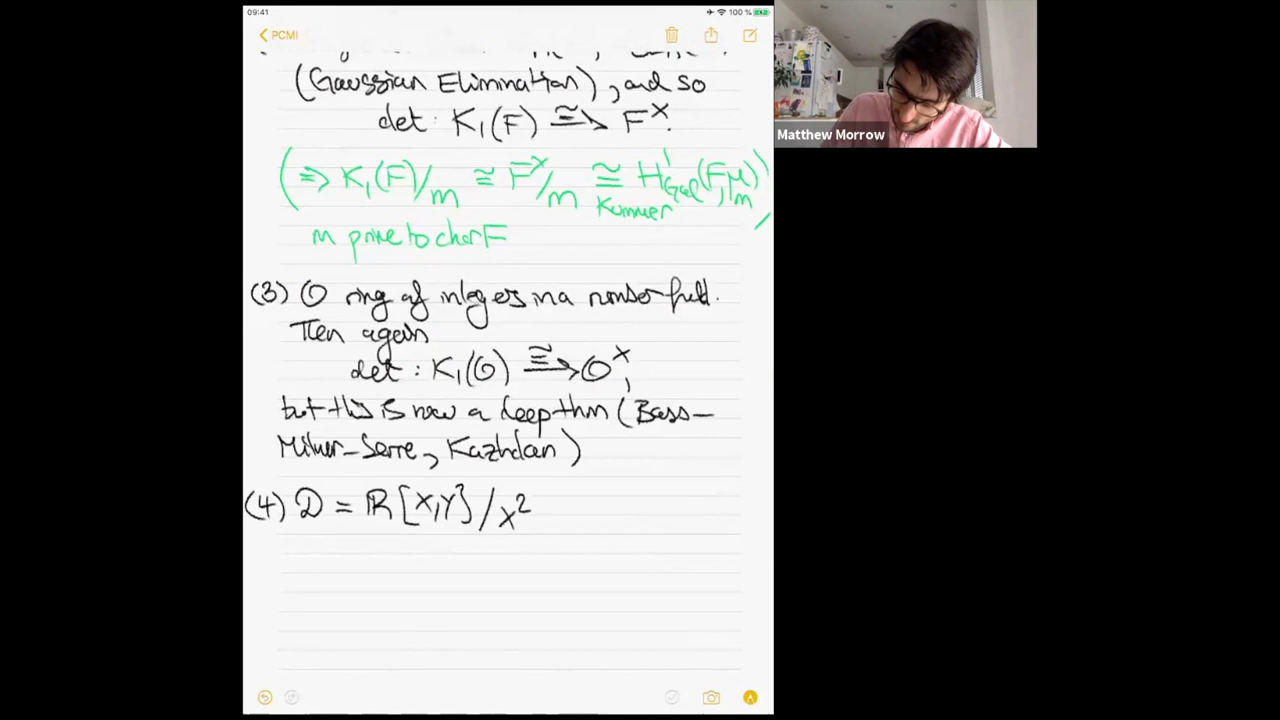 09:41
100 %
PCMI
(Gaussian Elimination), and so
det: K₁(F) ≅→ F^×.
(⇒ K₁(F)/m ≅ F^×/m ≅ H¹_Gal(F, μ_m)
Kummer
m prime to char F
(3) O ring of integers in a number field.
Then again
det : K₁(O) ≅→ O^×,
but this is now a deep thm (Bass–
Milnor–Serre, Kazhdan)
(4) D = R[X,Y]/X²
Matthew Morrow